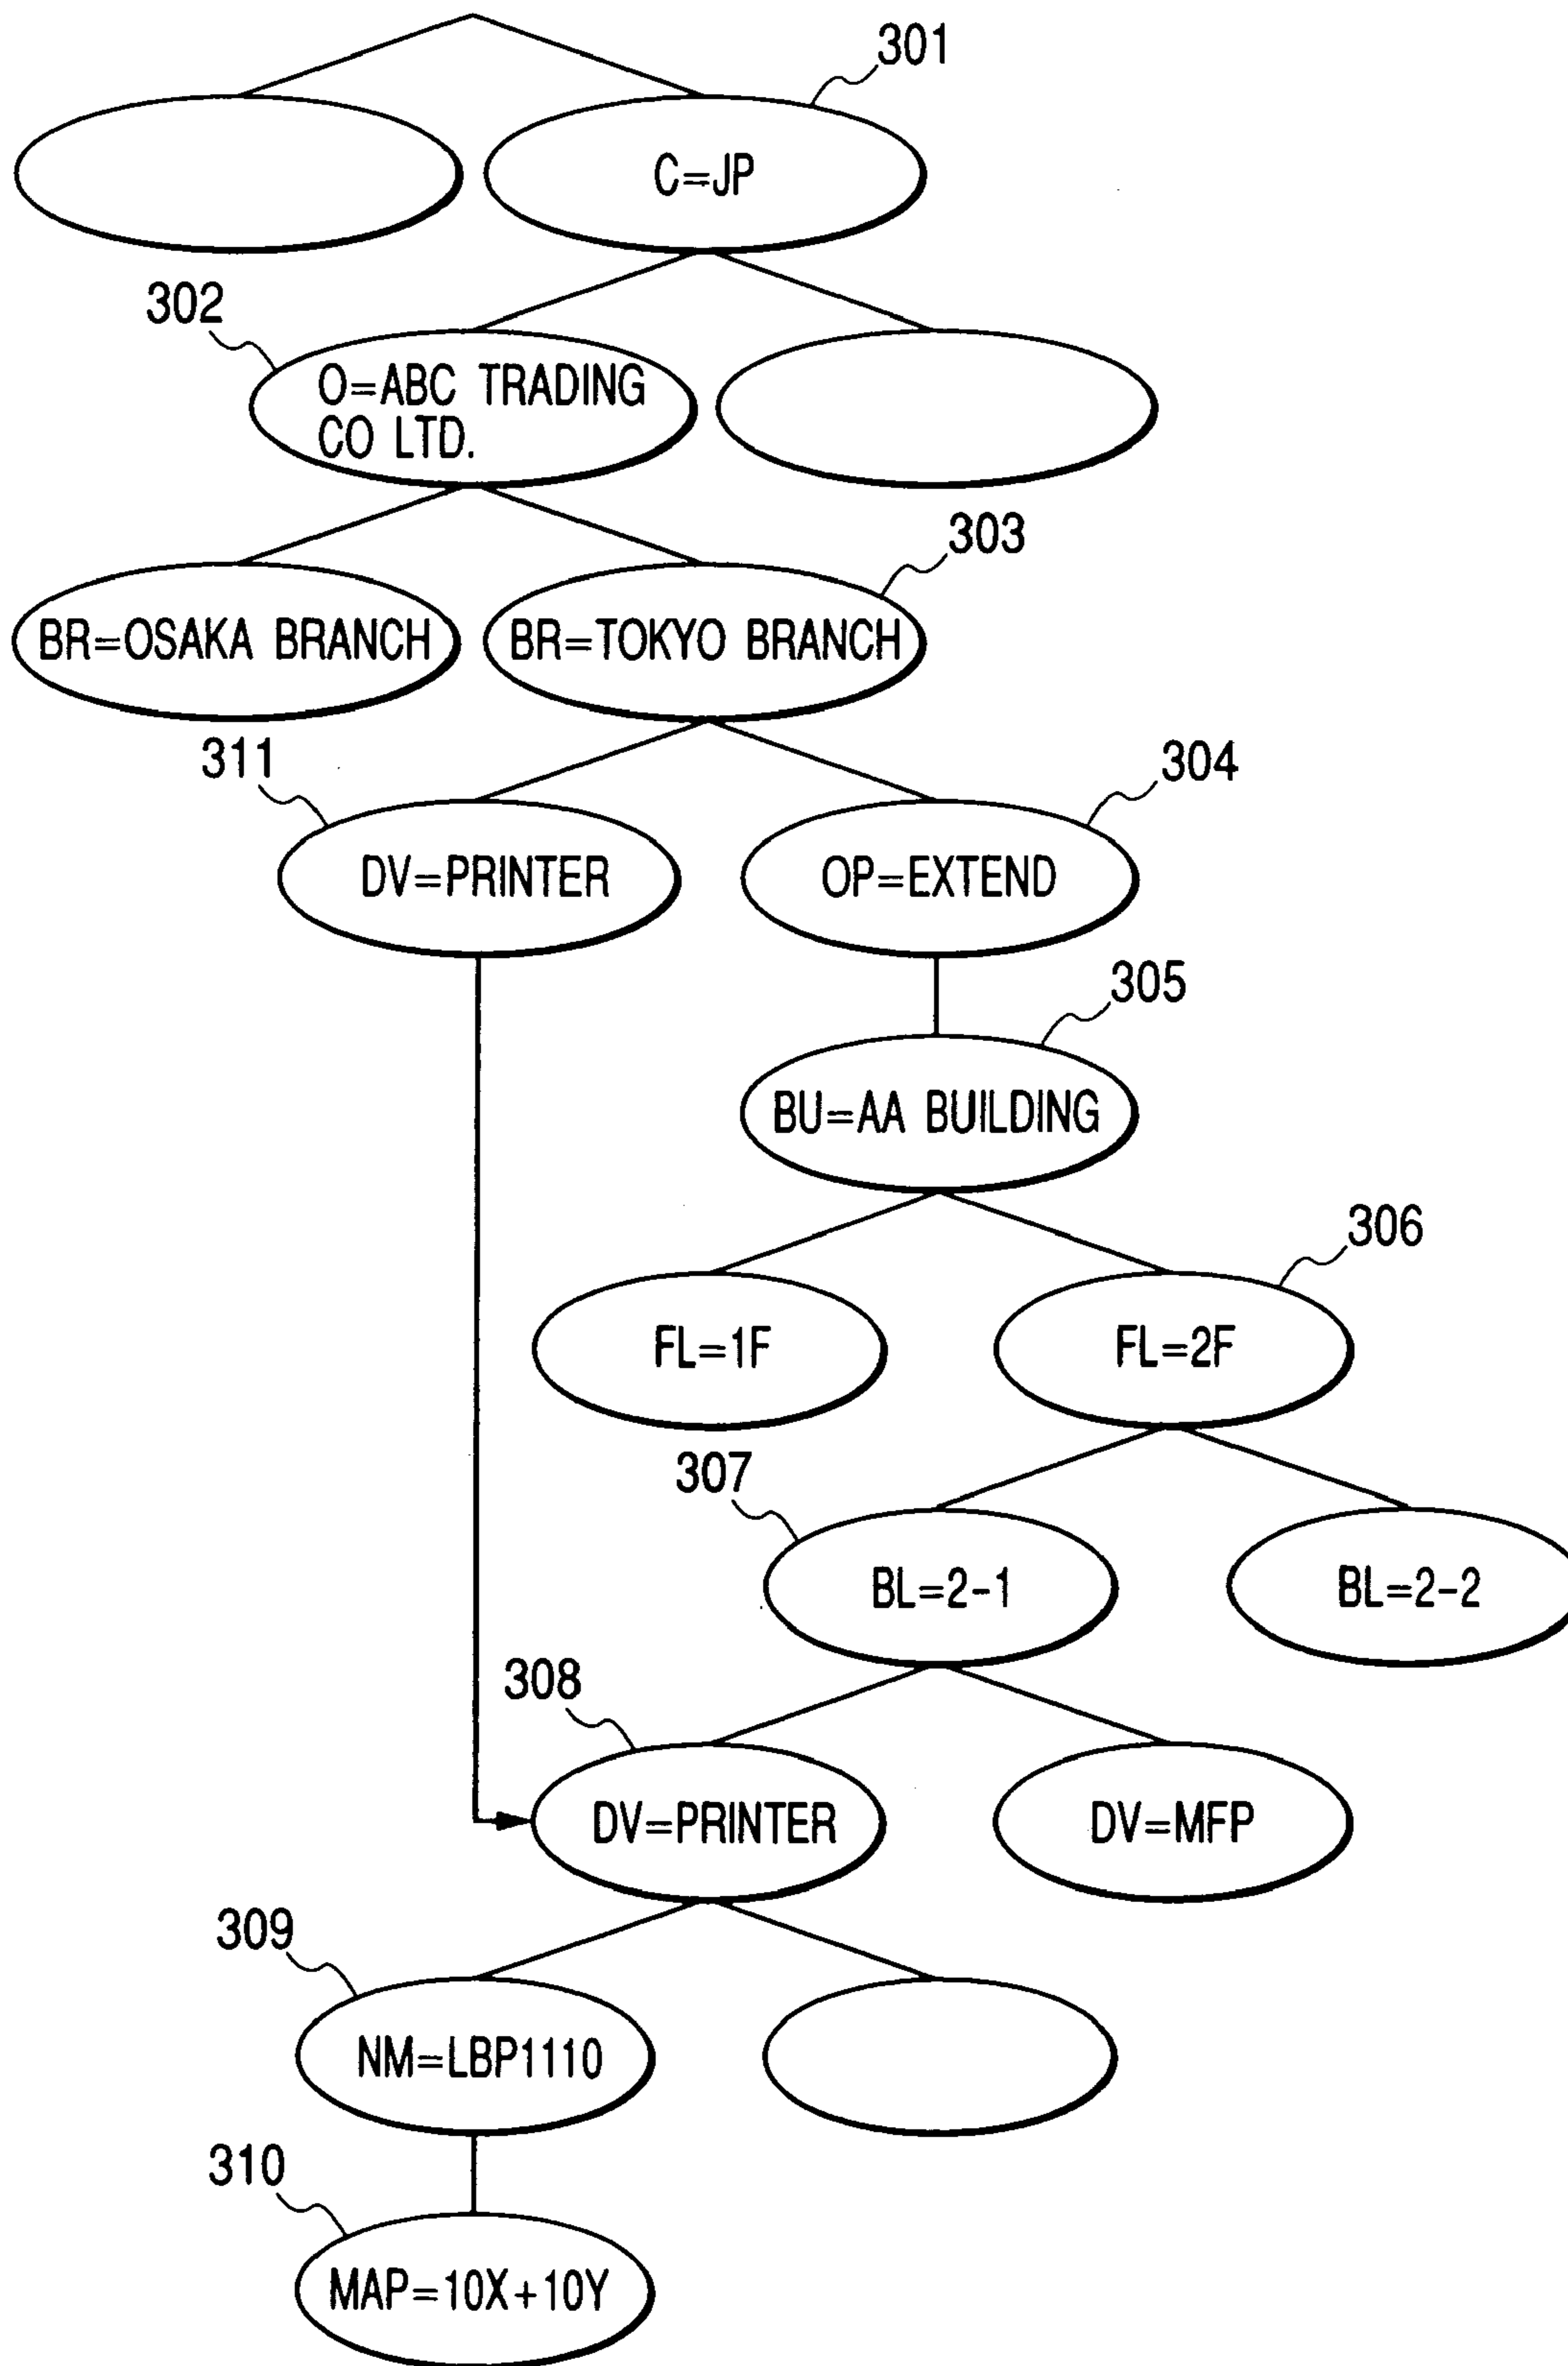 301
C=JP
302
O=ABC TRADING
CO LTD.
303
BR=OSAKA BRANCH
BR=TOKYO BRANCH
311
304
DV=PRINTER
OP=EXTEND
305
BU=AA BUILDING
306
FL=1F
FL=2F
307
BL=2-1
BL=2-2
308
DV=PRINTER
DV=MFP
309
NM=LBP1110
310
MAP=10X+10Y